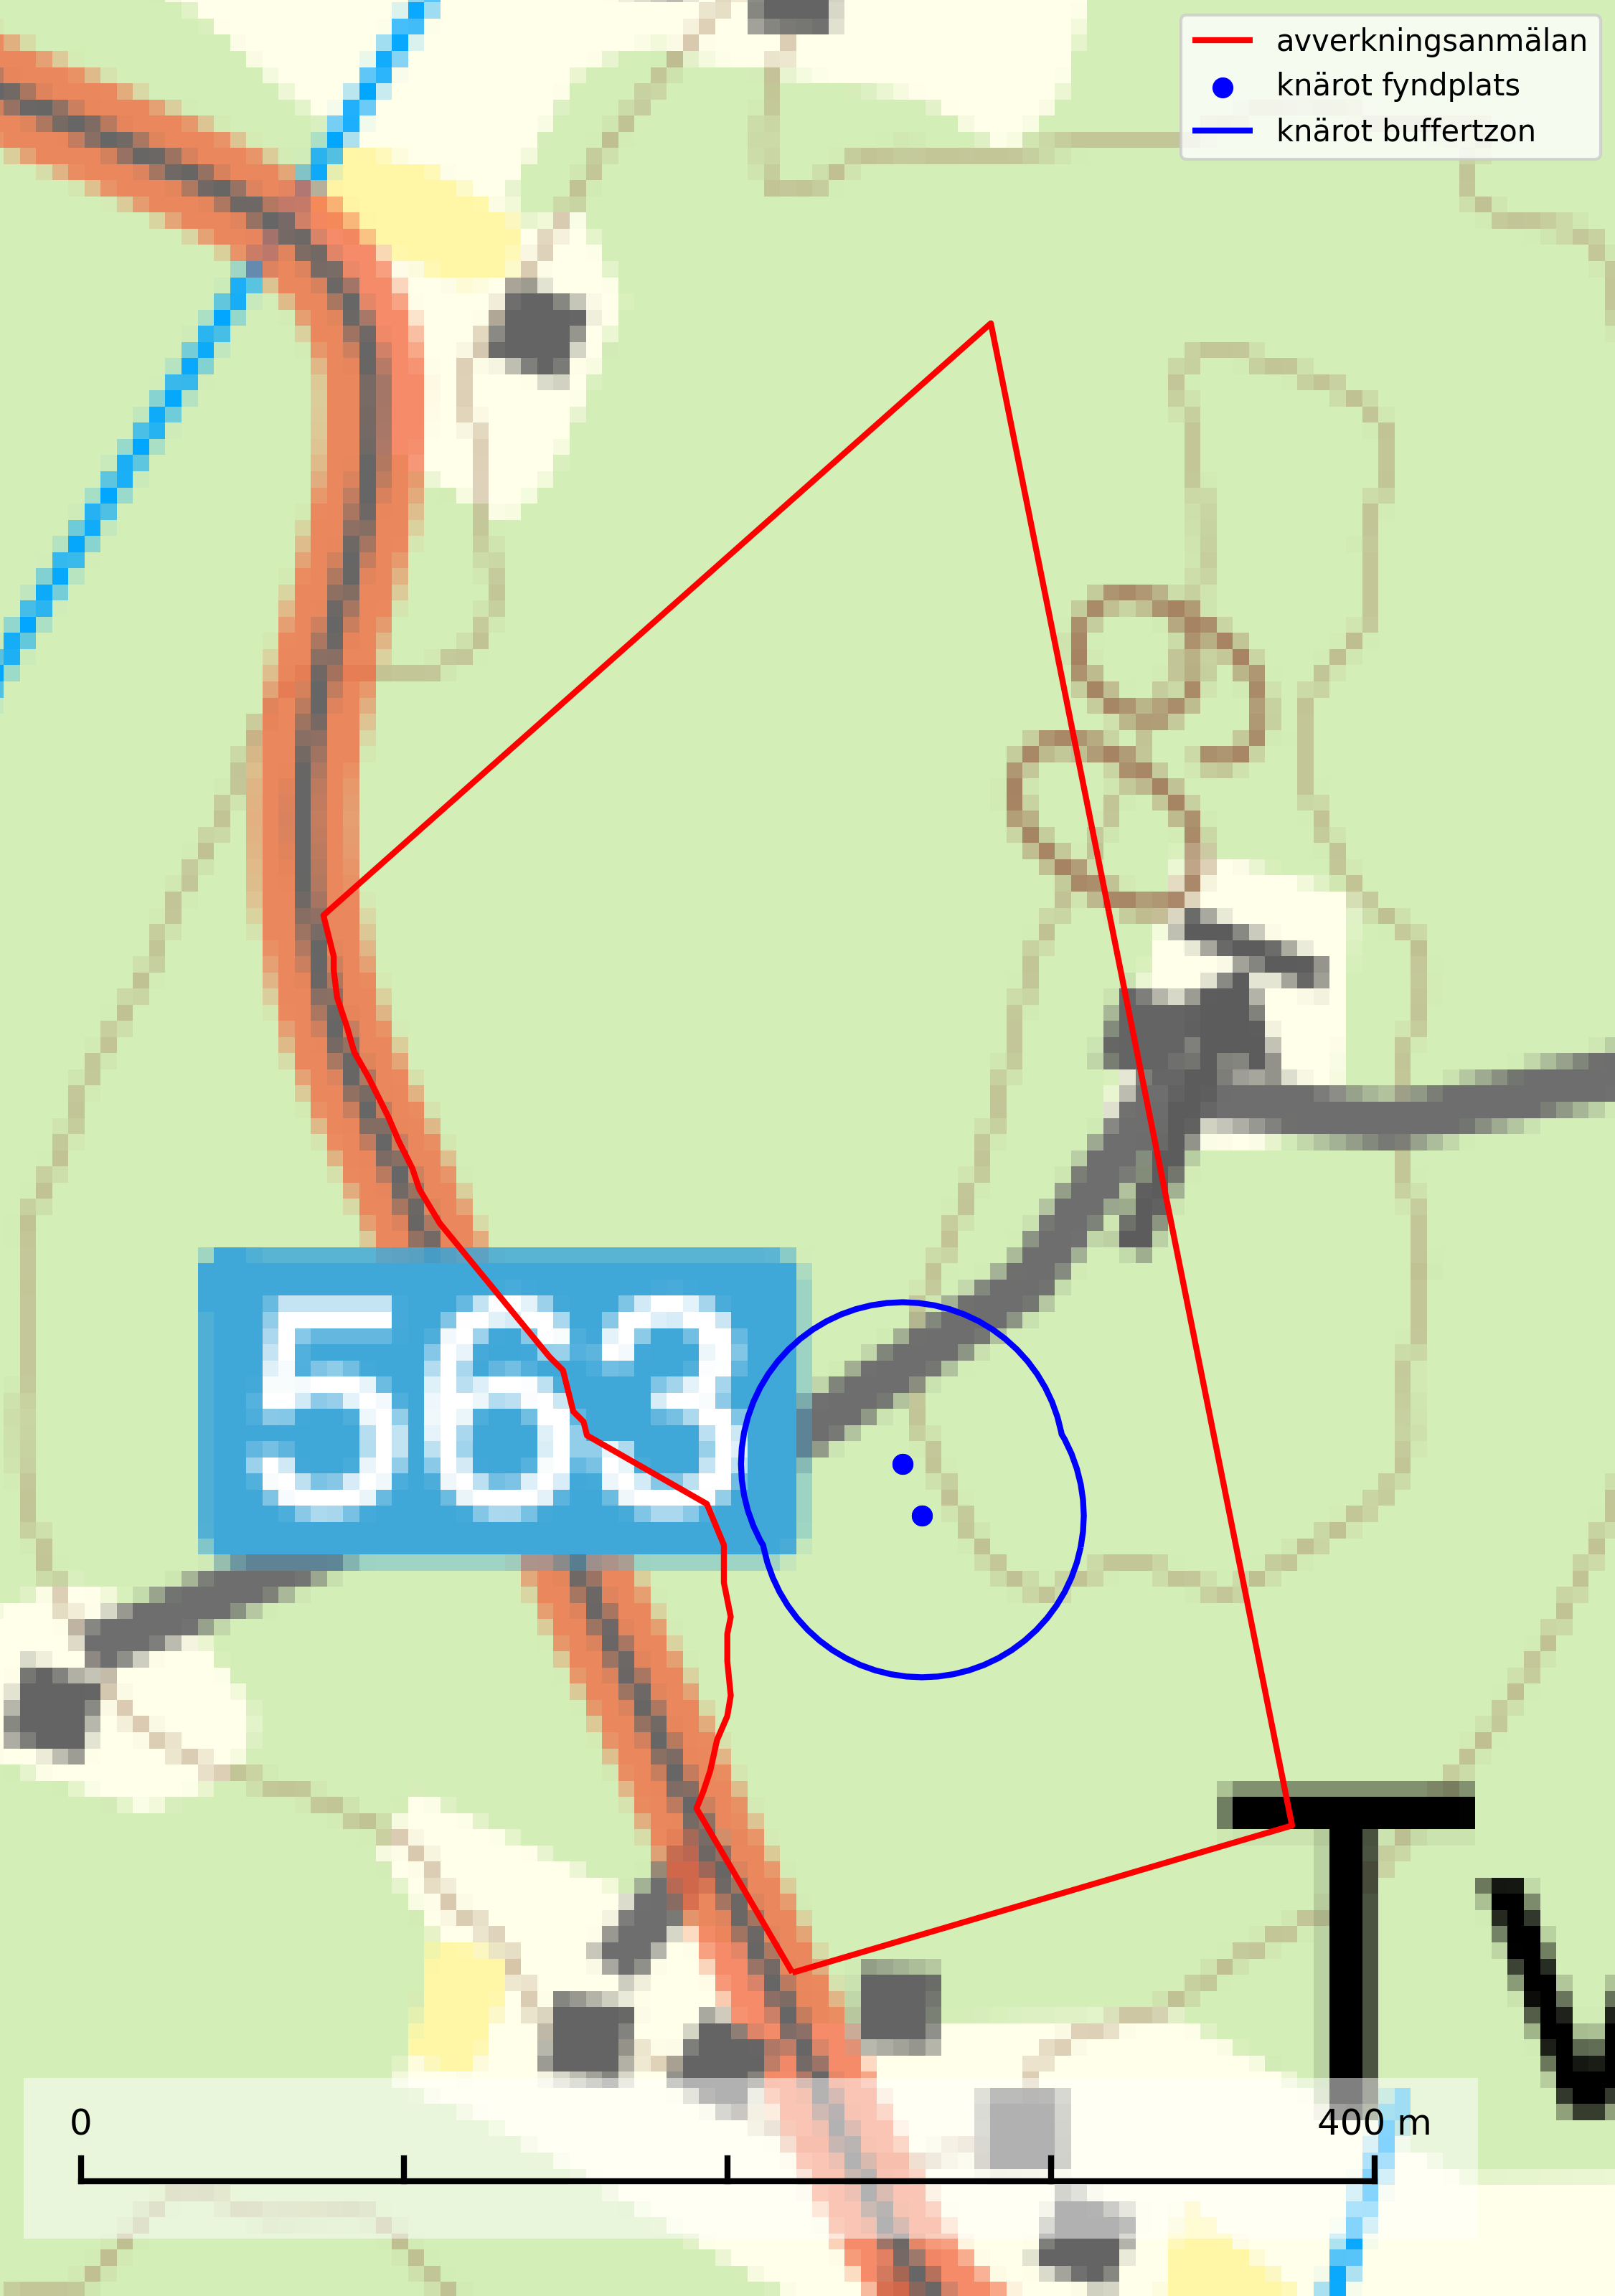 avverkningsanmälan
knärot fyndplats
knärot buffertzon
563
T
0
400 m